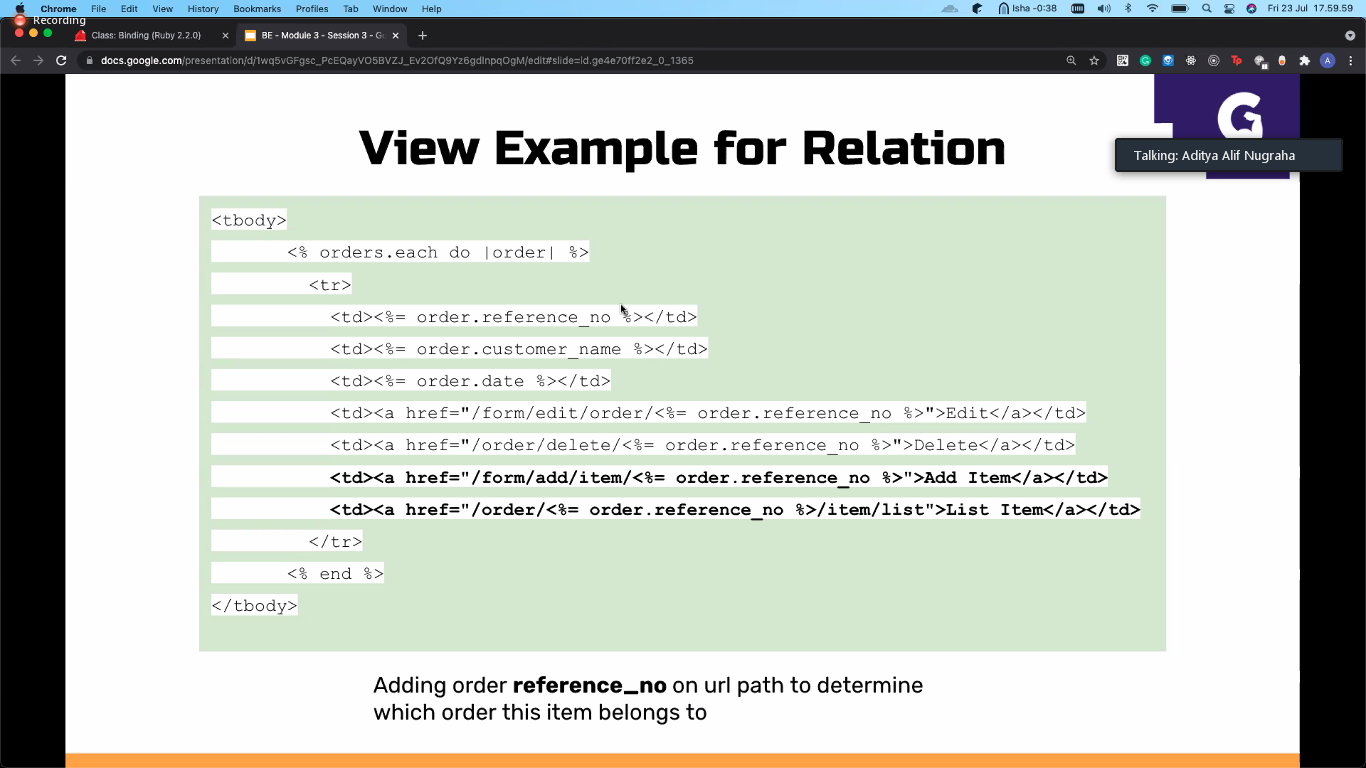 Chrome File Edit View History Bookmarks Profiles Tab Window Help
Isha -0:38 Fri 23 Jul 17.59.59
Recording
Class: Binding (Ruby 2.2.0)
BE - Module 3 - Session 3 - G
docs.google.com/presentation/d/1wq5vGFgsc_PcEQayVO5BVZJ_Ev2OfQ9Yz6gdInpqOgM/edit#slide=id.ge4e70ff2e2_0_1365
A
G
View Example for Relation
Talking: Aditya Alif Nugraha
<tbody>
<% orders.each do |order| %>
<tr>
<td><%= order.reference_no %></td>
<td><%= order.customer_name %></td>
<td><%= order.date %></td>
<td><a href="/form/edit/order/<%= order.reference_no %>">Edit</a></td>
<td><a href="/order/delete/<%= order.reference_no %>">Delete</a></td>
<td><a href="/form/add/item/<%= order.reference_no %>">Add Item</a></td>
<td><a href="/order/<%= order.reference_no %>/item/list">List Item</a></td>
</tr>
<% end %>
</tbody>
Adding order reference_no on url path to determine
which order this item belongs to